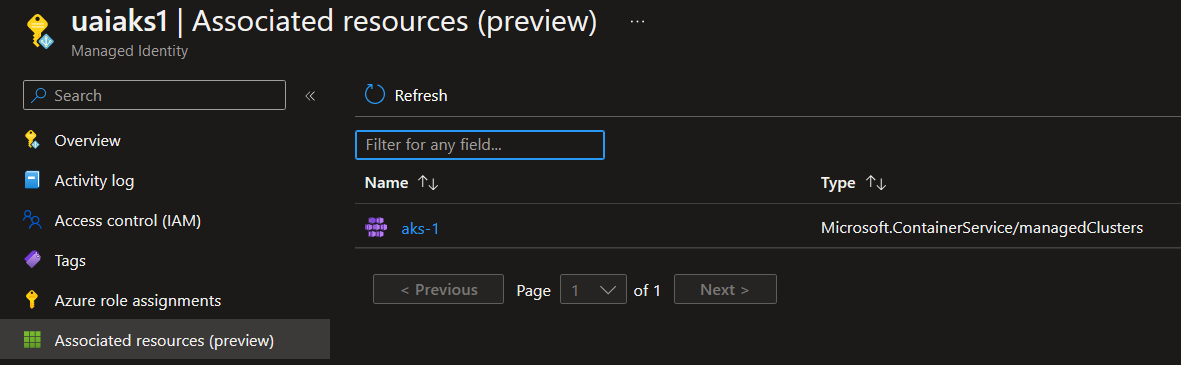 uaiaks1 | Associated resources (preview) ...
Managed Identity
Search
«
Refresh
Overview
Filter for any field...
Activity log
Name ↑↓ Type ↑↓
Access control (IAM)
aks-1 Microsoft.ContainerService/managedClusters
Tags
< Previous Page 1 of 1 Next >
Azure role assignments
Associated resources (preview)